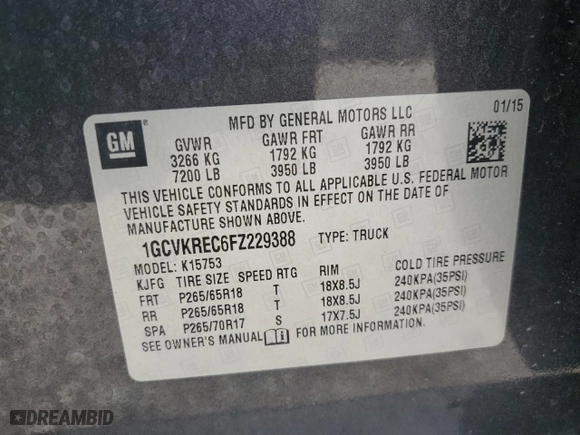 MFD BY GENERAL MOTORS LLC 01/15
GM
GVWR GAWR FRT GAWR RR
3266 KG 1792 KG 1792 KG
7200 LB 3950 LB 3950 LB
THIS VEHICLE CONFORMS TO ALL APPLICABLE U.S. FEDERAL MOTOR
VEHICLE SAFETY STANDARDS IN EFFECT ON THE DATE OF
MANUFACTURE SHOWN ABOVE.
1GCVKREC6FZ229388 TYPE: TRUCK
MODEL: K15753
KJFG TIRE SIZE SPEED RTG RIM COLD TIRE PRESSURE
FRT P265/65R18 T 18X8.5J 240KPA(35PSI)
RR P265/65R18 T 18X8.5J 240KPA(35PSI)
SPA P265/70R17 S 17X7.5J 240KPA(35PSI)
SEE OWNER'S MANUAL FOR MORE INFORMATION.
DREAMBID